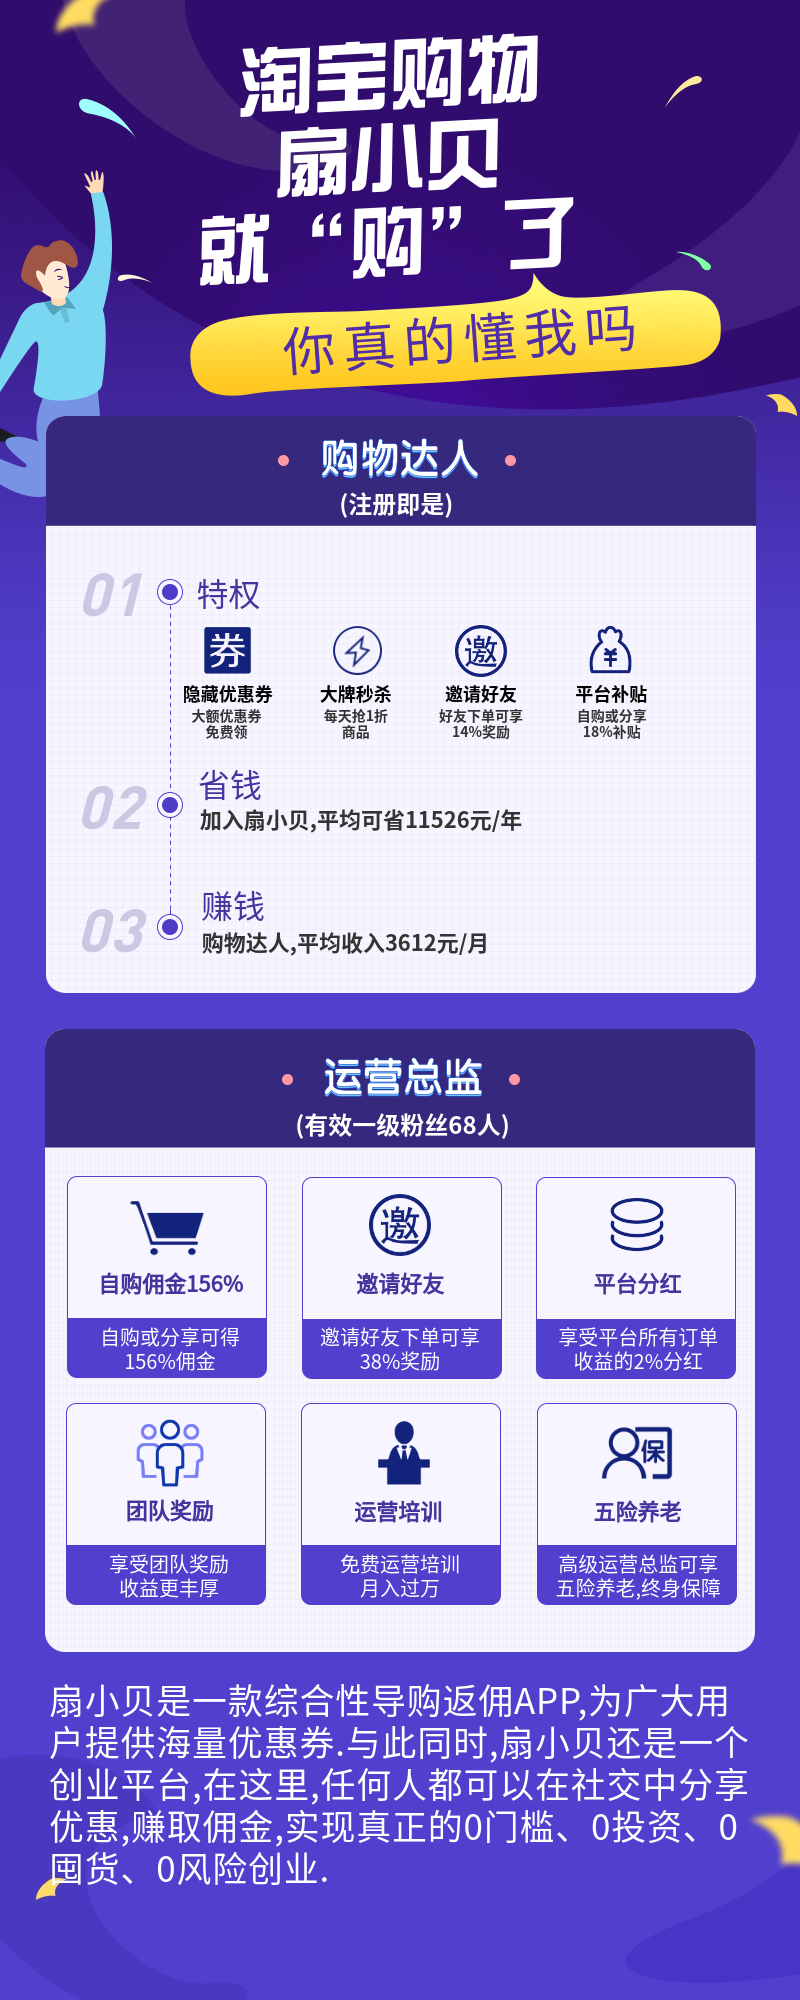 淘宝购物
扇小贝
就“购”了
你真的懂我吗
购物达人
(注册即是)
01
特权
券
邀
¥
隐藏优惠券
大牌秒杀
邀请好友
平台补贴
大额优惠券
免费领
每天抢1折
商品
好友下单可享
14%奖励
自购或分享
18%补贴
02
省钱
加入扇小贝,平均可省11526元/年
03
赚钱
购物达人,平均收入3612元/月
运营总监
(有效一级粉丝68人)
自购佣金156%
自购或分享可得
156%佣金
邀
邀请好友
邀请好友下单可享
38%奖励
平台分红
享受平台所有订单
收益的2%分红
团队奖励
享受团队奖励
收益更丰厚
运营培训
免费运营培训
月入过万
保
五险养老
高级运营总监可享
五险养老,终身保障
扇小贝是一款综合性导购返佣APP,为广大用
户提供海量优惠券.与此同时,扇小贝还是一个
创业平台,在这里,任何人都可以在社交中分享
优惠,赚取佣金,实现真正的0门槛、0投资、0
囤货、0风险创业.